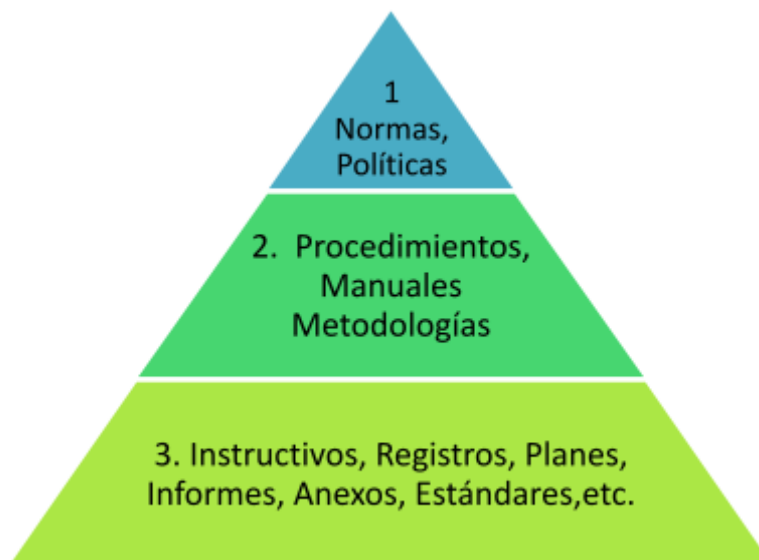 1
Normas,
Políticas
2. Procedimientos,
Manuales
Metodologías
3. Instructivos, Registros, Planes,
Informes, Anexos, Estándares,etc.